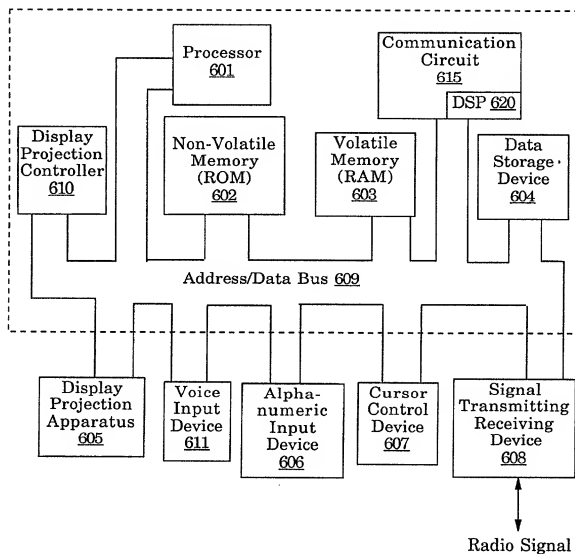 Processor
601
Communication
Circuit
615
DSP 620
Display
Projection
Controller
610
Non-Volatile
Memory
(ROM)
602
Volatile
Memory
(RAM)
603
Data
Storage
Device
604
Address/Data Bus 609
Display
Projection
Apparatus
605
Voice
Input
Device
611
Alpha-
numeric
Input
Device
606
Cursor
Control
Device
607
Signal
Transmitting
Receiving
Device
608
Radio Signal